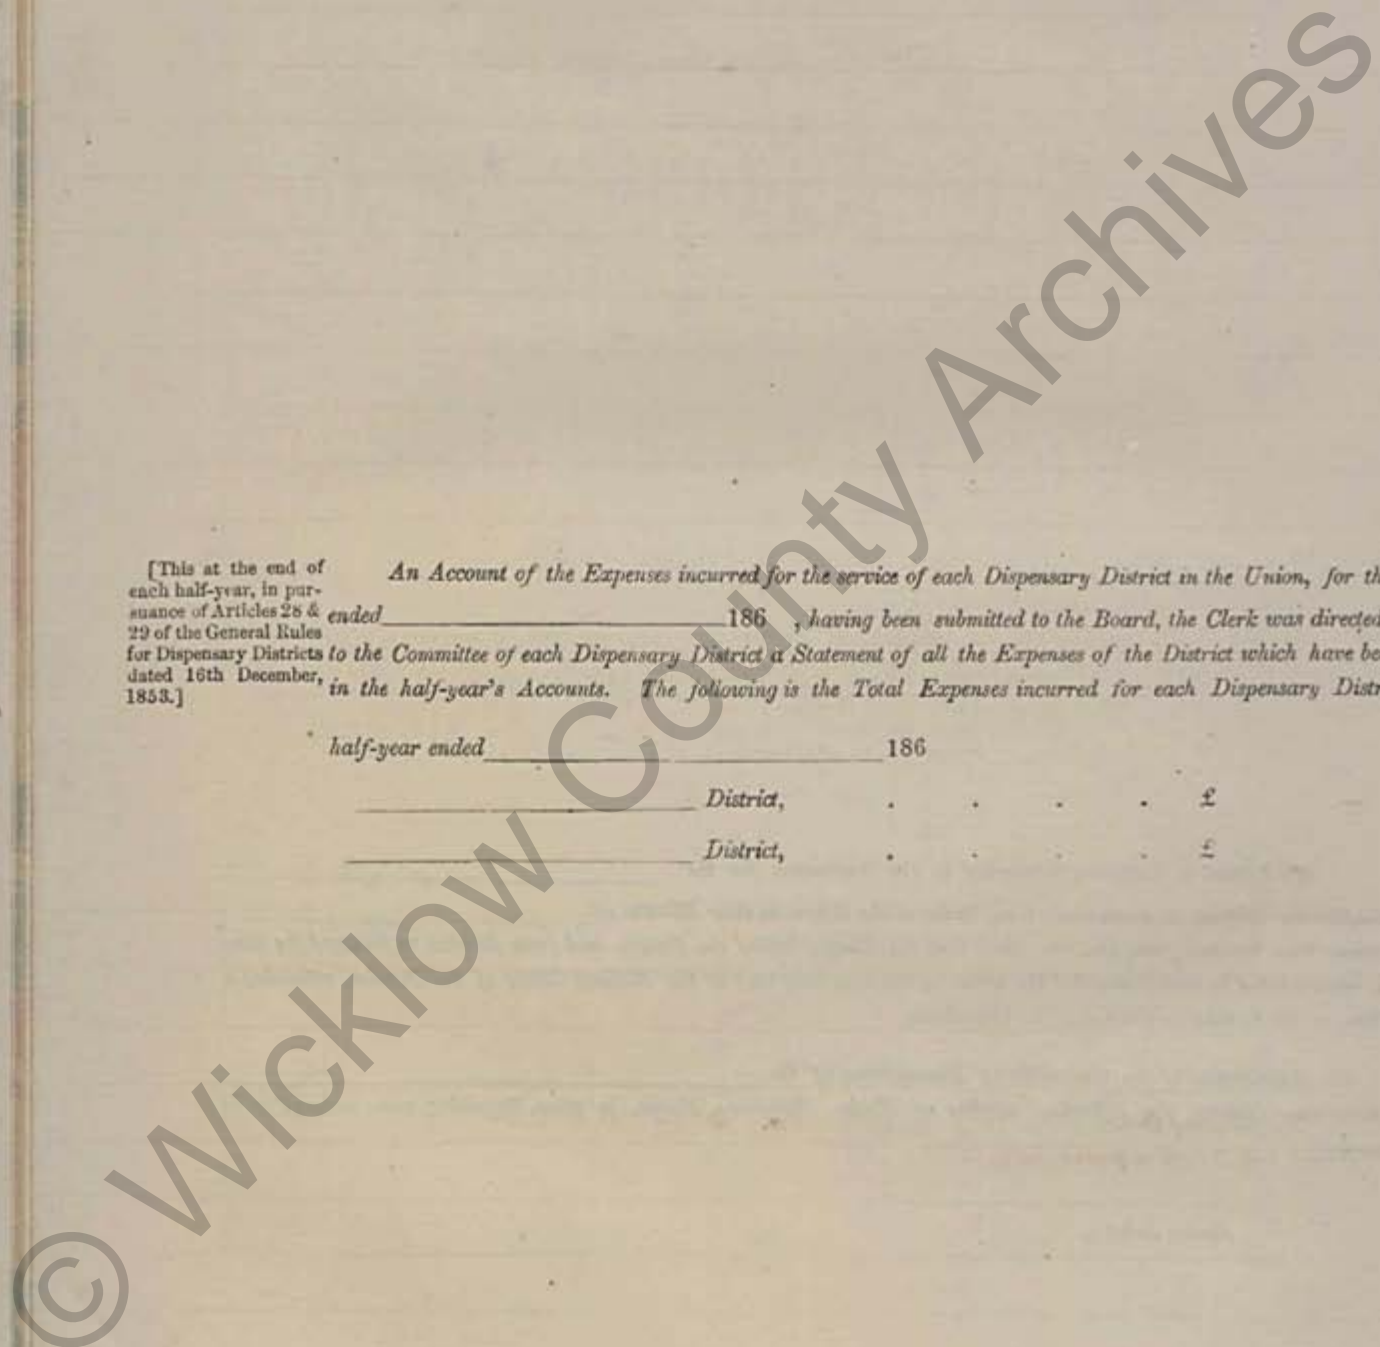 [This at the end of
each half-year, in pur-
suance of Articles 28 &
29 of the General Rules
for Dispensary Districts
dated 16th December,
1853.]
An Account of the Expenses incurred for the service of each Dispensary District in the Union, for th
ended 186 , having been submitted to the Board, the Clerk was directed
to the Committee of each Dispensary District a Statement of all the Expenses of the District which have be
in the half-year's Accounts. The following is the Total Expenses incurred for each Dispensary Distr
half-year ended 186
District, . . . . £
District, . . . . £
© Wicklow County Archives